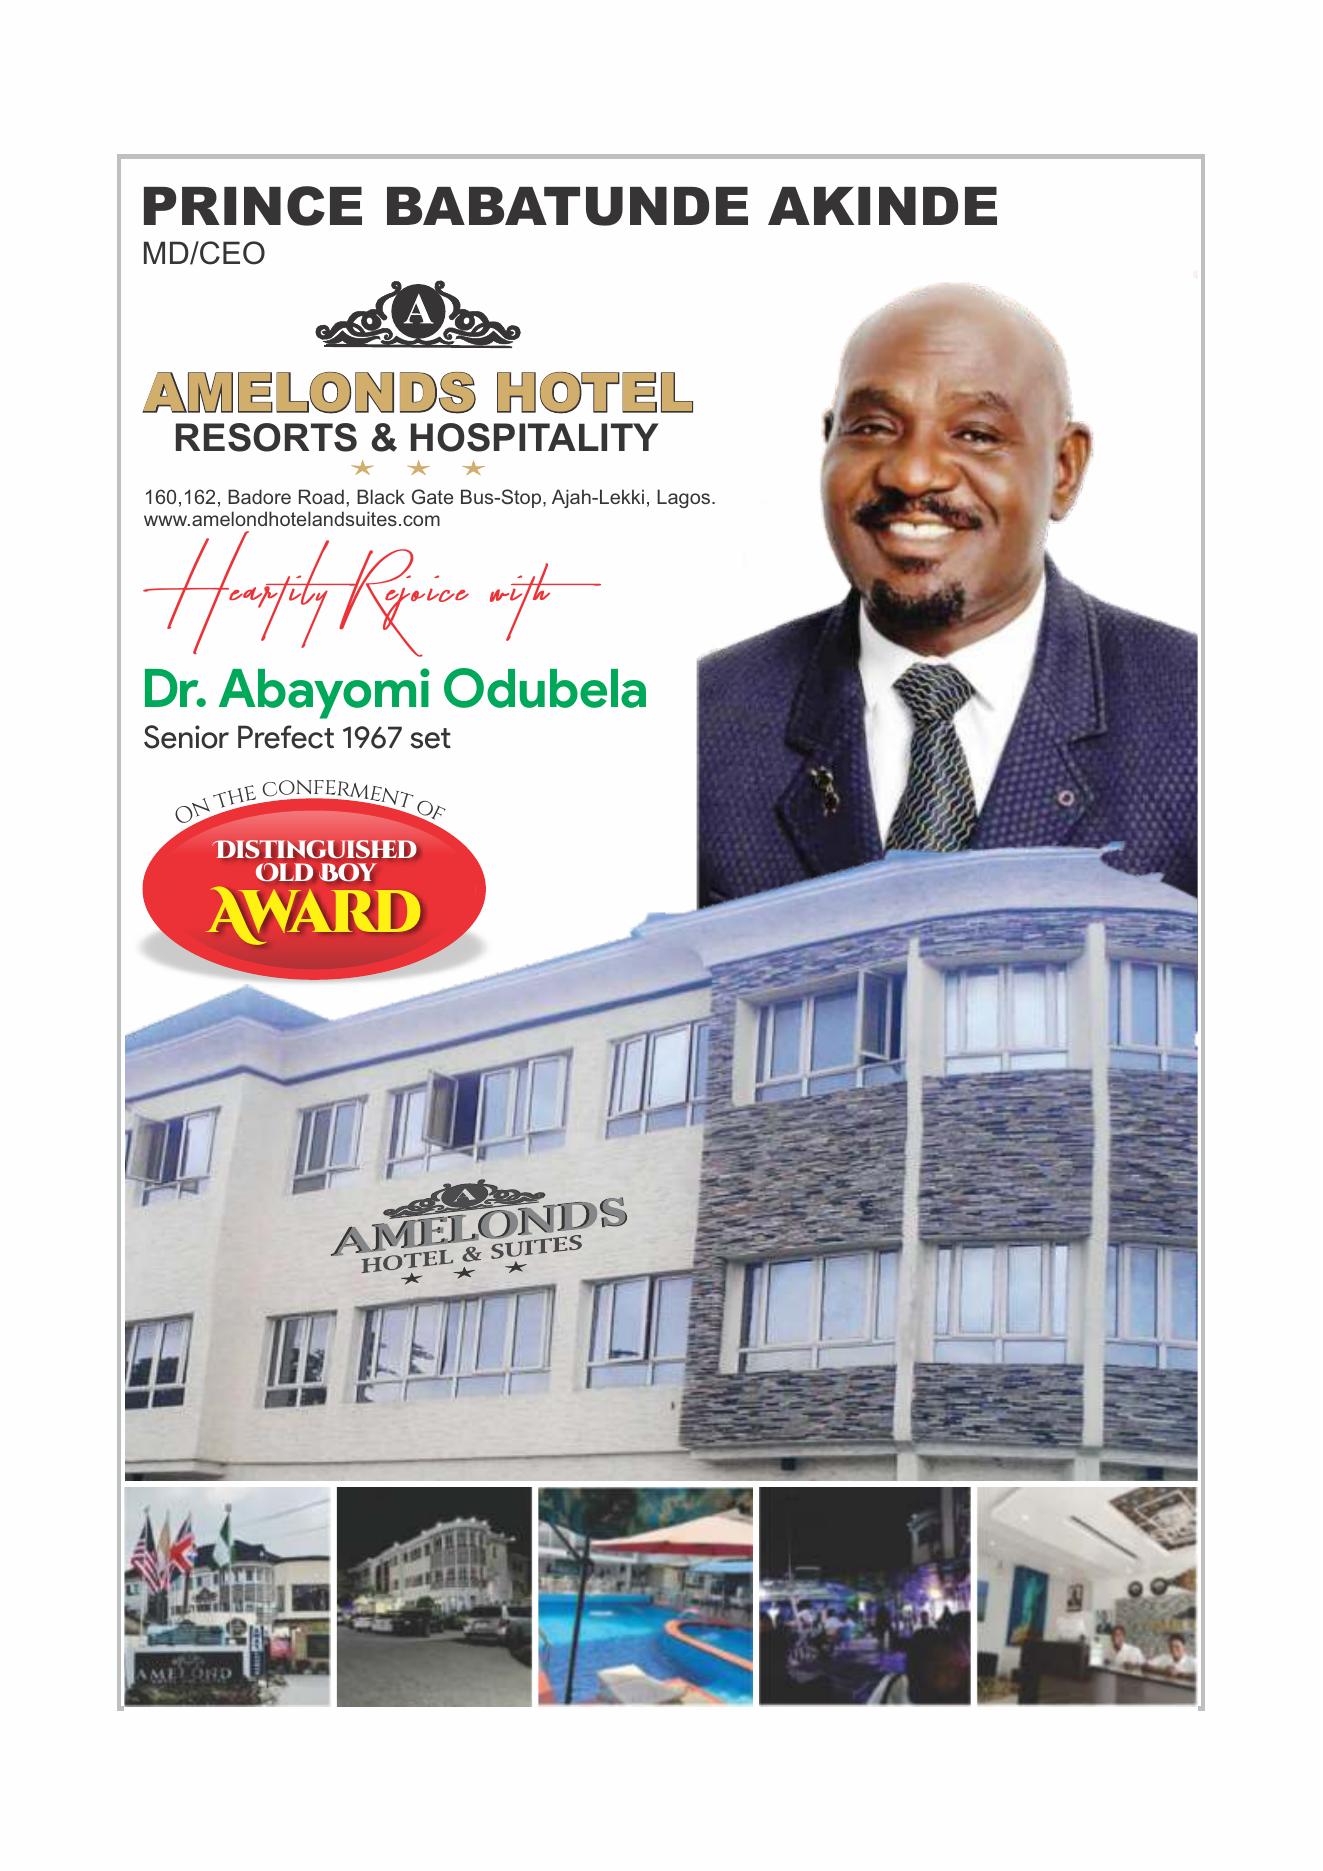 PRINCE BABATUNDE AKINDE
MD/CEO
A
AMELONDS HOTEL
RESORTS & HOSPITALITY
160,162, Badore Road, Black Gate Bus-Stop, Ajah-Lekki, Lagos.
www.amelondhotelandsuites.com
Heartily Rejoice with
Dr. Abayomi Odubela
Senior Prefect 1967 set
ON THE CONFERMENT OF
DISTINGUISHED
OLD BOY
AWARD
A
AMELONDS
HOTEL & SUITES
AMELOND